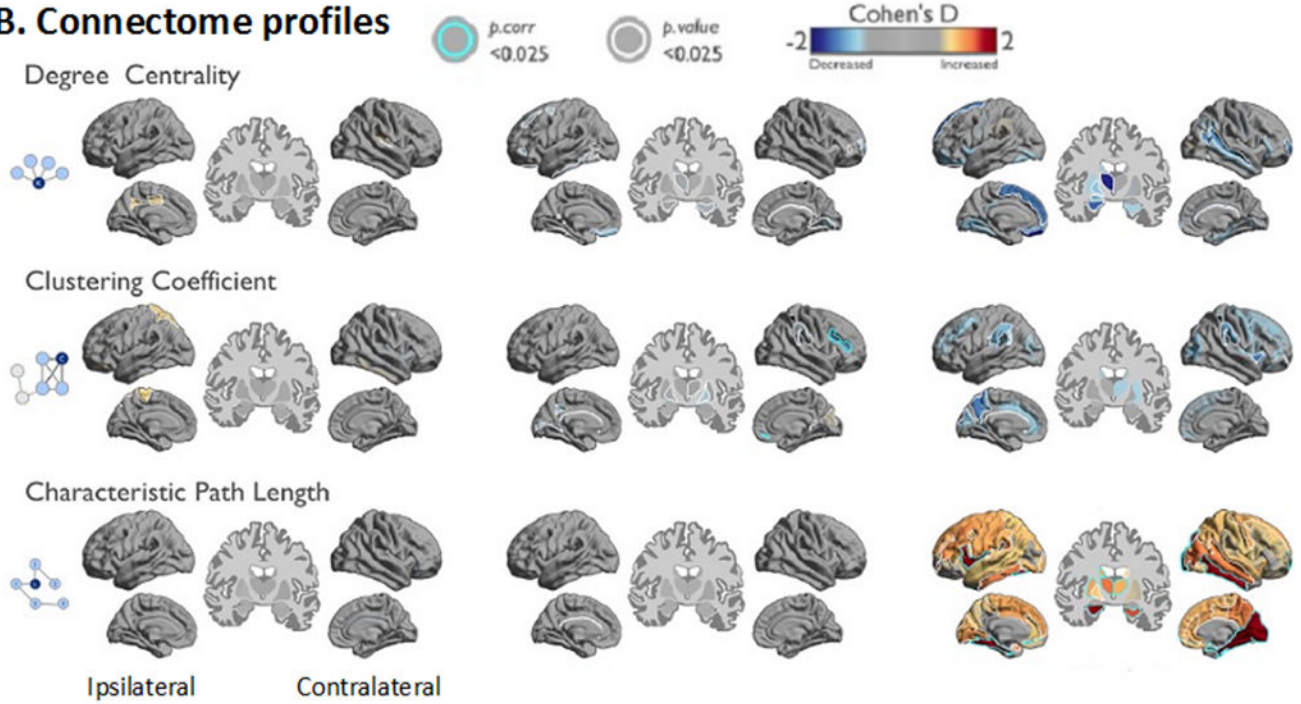 B. Connectome profiles
p.corr
<0.025
p.value
<0.025
Cohen's D
-2
2
Decreased
Increased
Degree Centrality
Clustering Coefficient
Characteristic Path Length
Ipsilateral
Contralateral